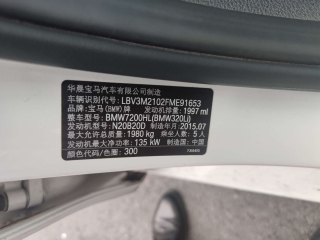 华晨宝马汽车有限公司制造
车辆识别代号: LBV3M2102FME91653
发动机排量: 1997 ml
品牌: 宝马(BMW)牌
整车型号: BMW7200HL(BMW320Li)
发动机型号: N20B20D 制造年月: 2015.07
最大允许总质量: 1980 kg 乘坐人数: 5 人
发动机最大净功率: 135 kW 制造国: 中国
颜色代码/色圈: 300